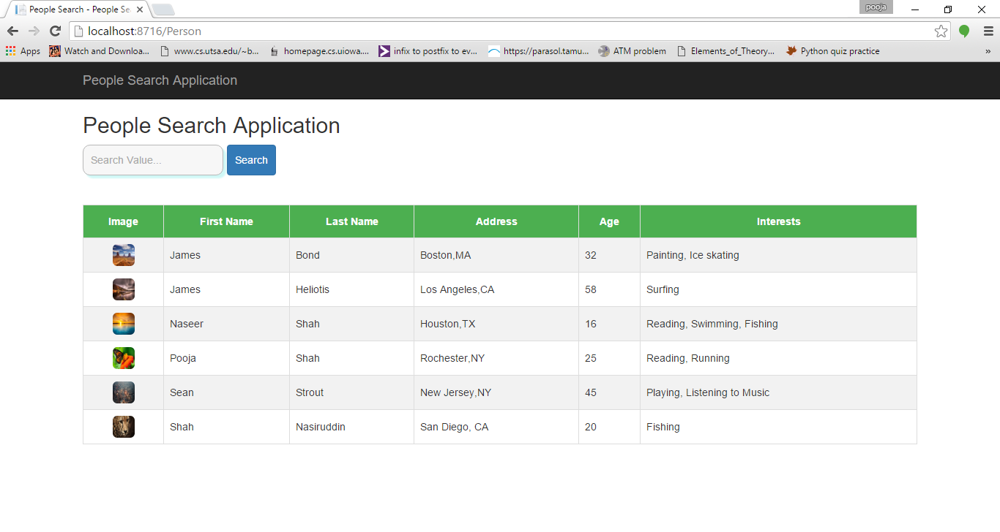 People Search - People Se
pooja
localhost:8716/Person
Apps Watch and Downloa... www.cs.utsa.edu/~b... homepage.cs.uiowa.... infix to postfix to ev... https://parasol.tamu... ATM problem Elements_of_Theory... Python quiz practice »
People Search Application
People Search Application
Search Value... Search
Image First Name Last Name Address Age Interests
James Bond Boston,MA 32 Painting, Ice skating
James Heliotis Los Angeles,CA 58 Surfing
Naseer Shah Houston,TX 16 Reading, Swimming, Fishing
Pooja Shah Rochester,NY 25 Reading, Running
Sean Strout New Jersey,NY 45 Playing, Listening to Music
Shah Nasiruddin San Diego, CA 20 Fishing